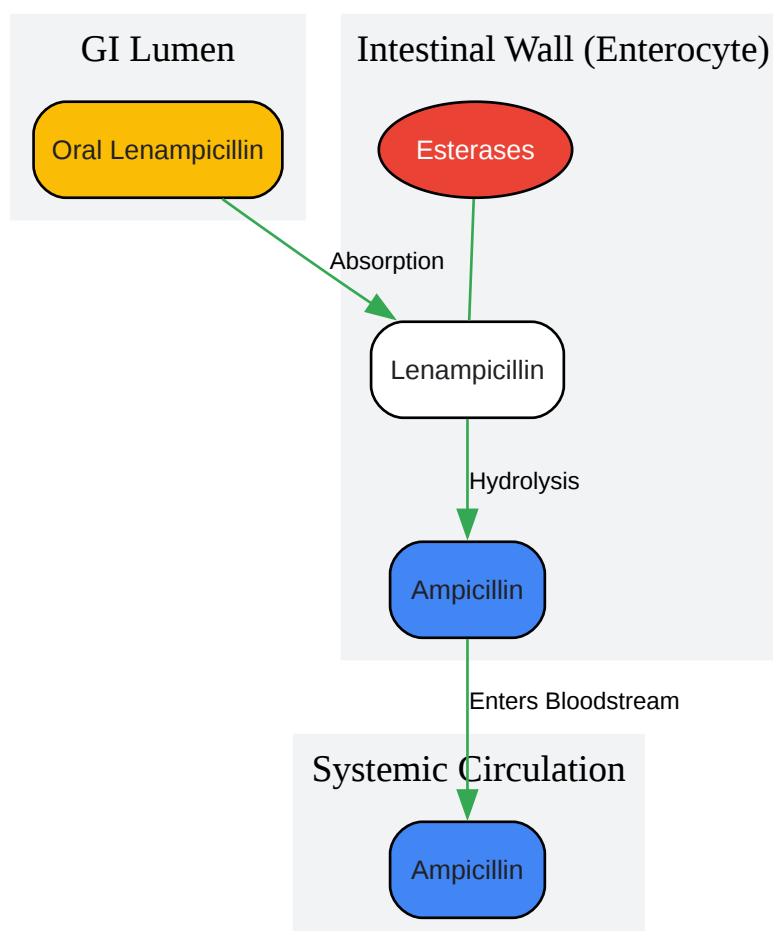 GI Lumen
Intestinal Wall (Enterocyte)
Oral Lenampicillin
Esterases
Absorption
Lenampicillin
Hydrolysis
Ampicillin
Enters Bloodstream
Systemic Circulation
Ampicillin